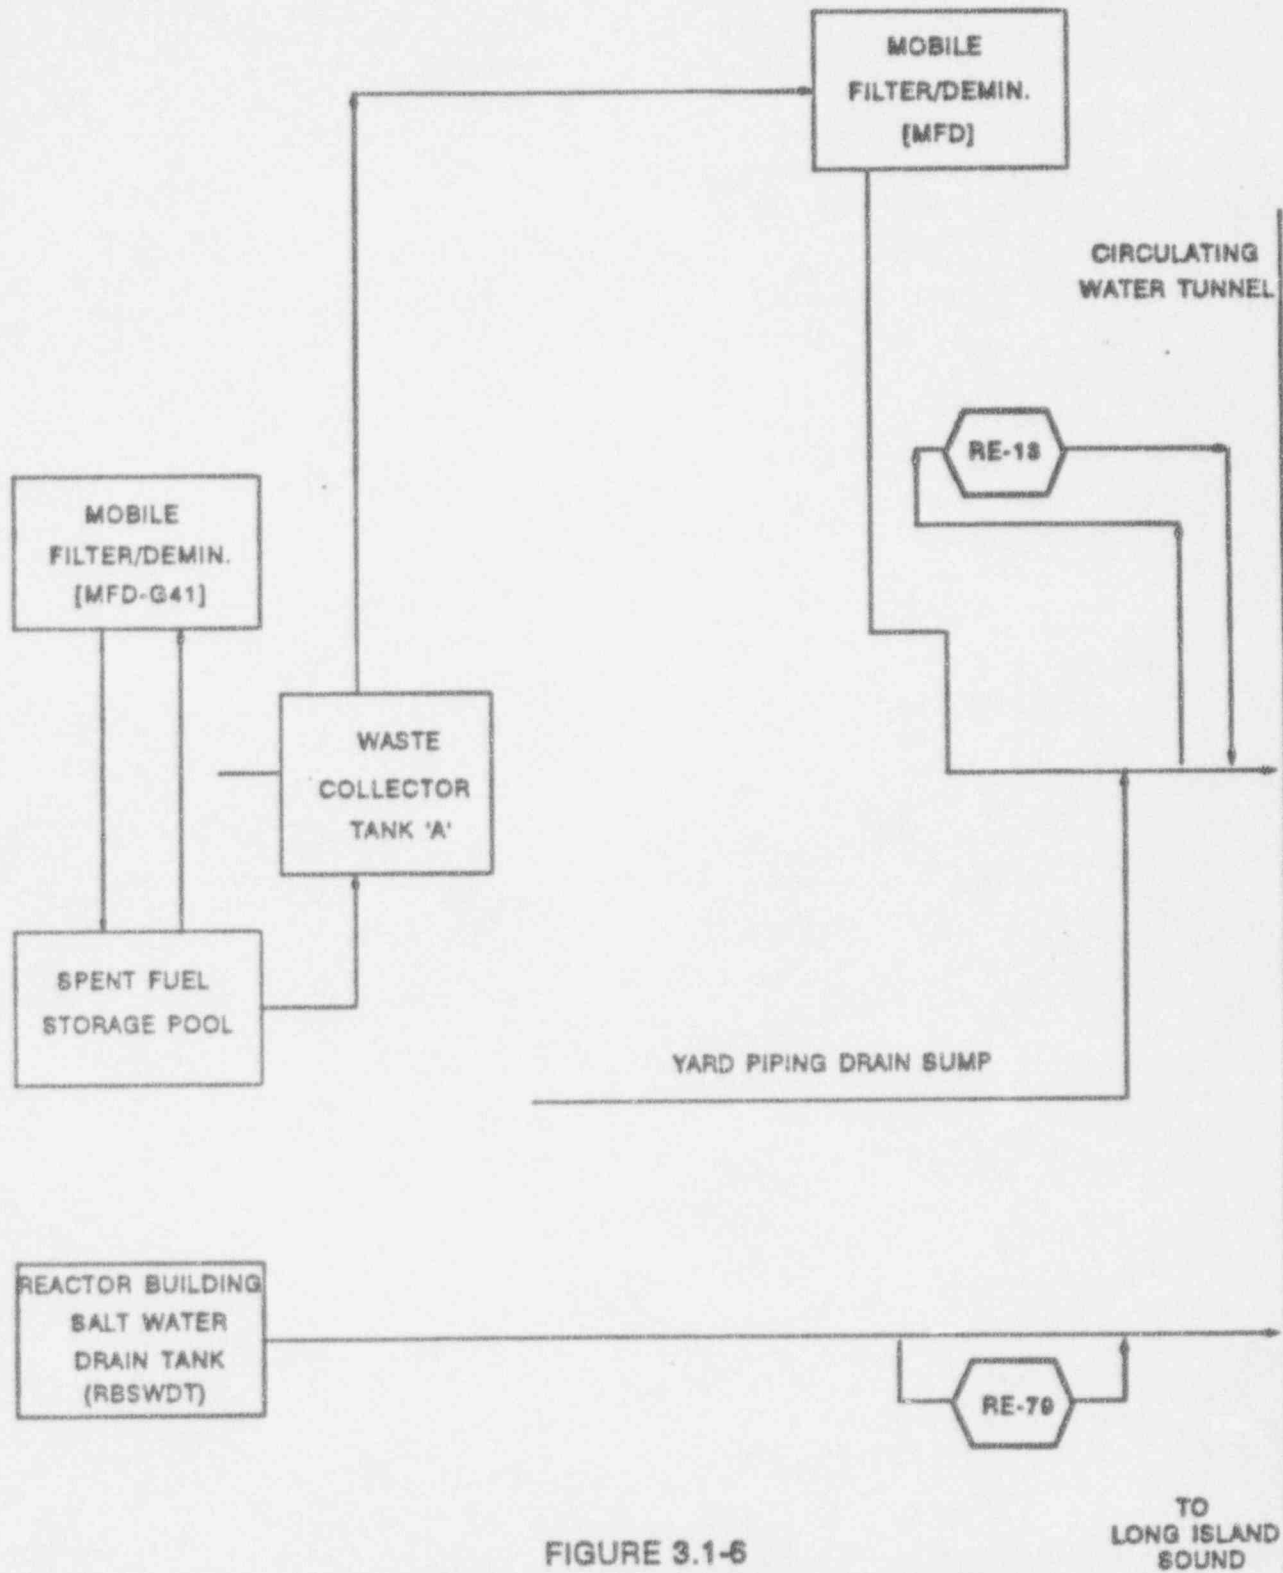 MOBILE
FILTER/DEMIN.
[MFD]
CIRCULATING
WATER TUNNEL
RE-13
MOBILE
FILTER/DEMIN.
[MFD-G41]
WASTE
COLLECTOR
TANK 'A'
SPENT FUEL
STORAGE POOL
YARD PIPING DRAIN SUMP
REACTOR BUILDING
SALT WATER
DRAIN TANK
(RBSWDT)
RE-79
TO
LONG ISLAND
SOUND
FIGURE 3.1-6